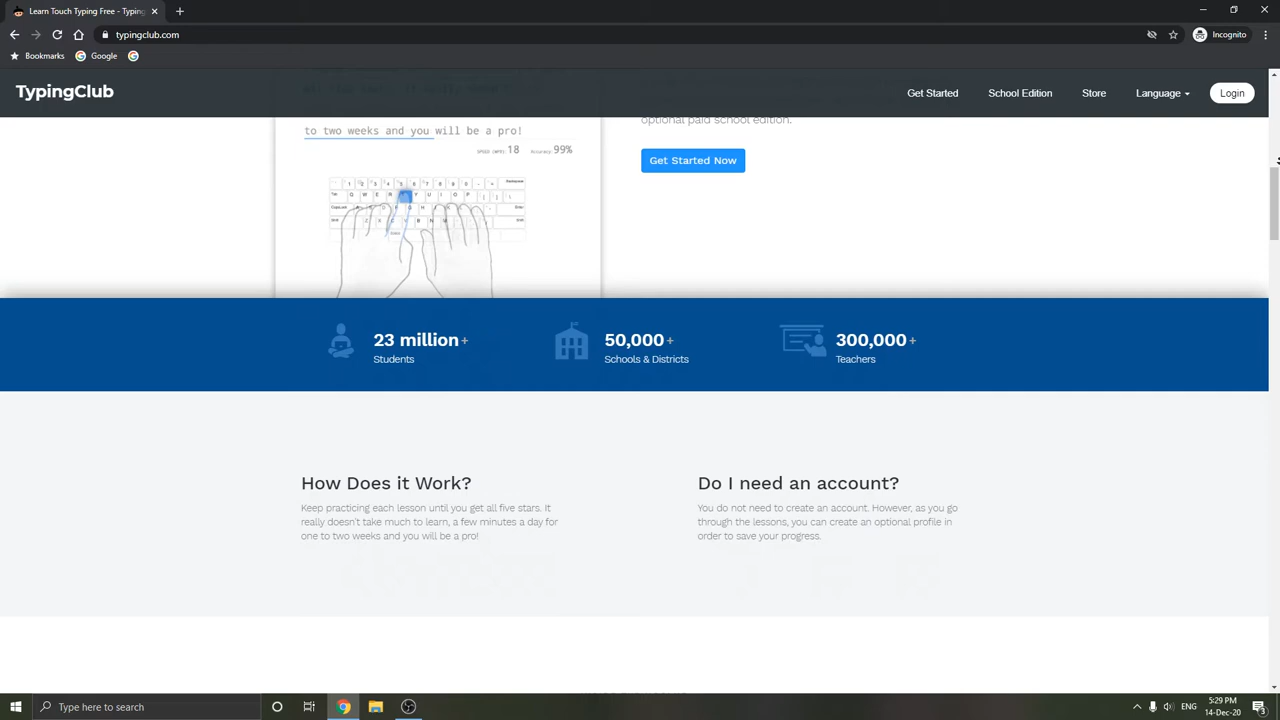 Learn Touch Typing Free - Typing
typingclub.com
Incognito
Bookmarks
Google
TypingClub
Get Started
School Edition
Store
Language
Login
optional paid school edition.
to two weeks and you will be a pro!
SPEED (WPM): 18 Accuracy: 99%
Get Started Now
23 million+
Students
50,000+
Schools & Districts
300,000+
Teachers
How Does it Work?
Keep practicing each lesson until you get all five stars. It
really doesn't take much to learn, a few minutes a day for
one to two weeks and you will be a pro!
Do I need an account?
You do not need to create an account. However, as you go
through the lessons, you can create an optional profile in
order to save your progress.
Type here to search
5:29 PM
14-Dec-20